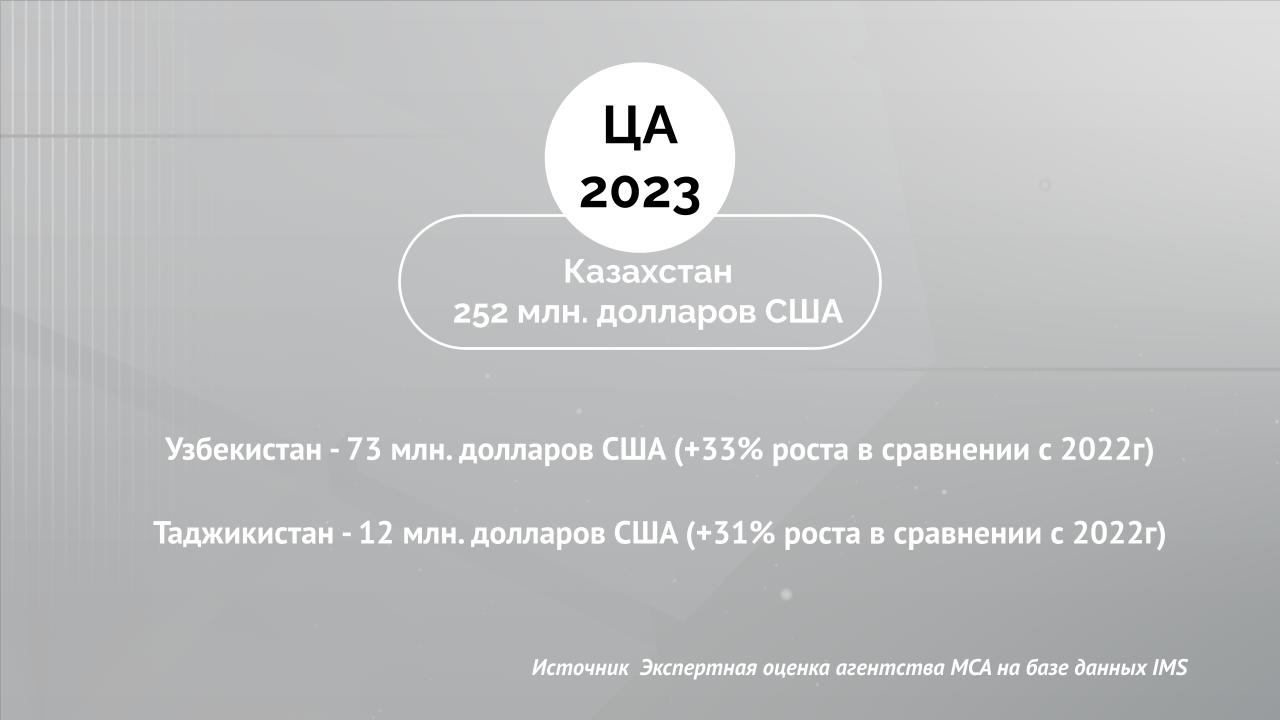 ЦА
2023
Казахстан
252 млн. долларов США
Узбекистан - 73 млн. долларов США (+33% роста в сравнении с 2022г)
Таджикистан - 12 млн. долларов США (+31% роста в сравнении с 2022г)
Источник Экспертная оценка агентства МСА на базе данных IMS